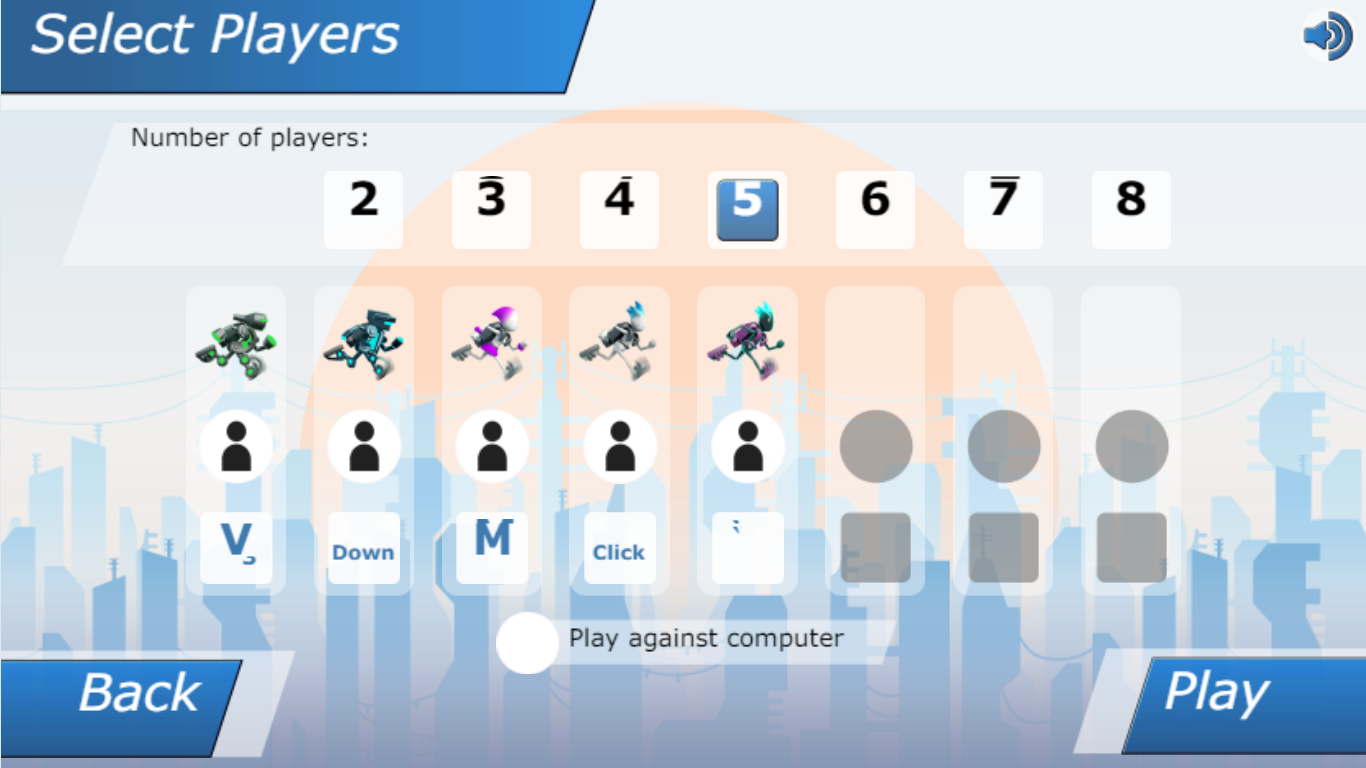 Select Players
Number of players:
2 3 4 5 6 7 8
V Down M Click
Play against computer
Back
Play